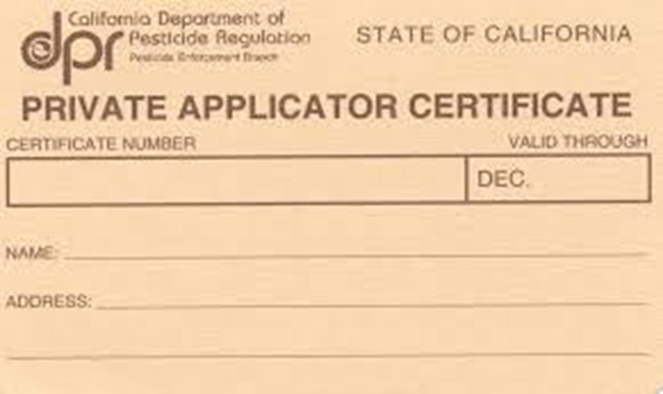 California Department of
Pesticide Regulation
Pesticide Enforcement Branch
dpr
STATE OF CALIFORNIA
PRIVATE APPLICATOR CERTIFICATE
CERTIFICATE NUMBER
VALID THROUGH
DEC.
NAME:
ADDRESS: